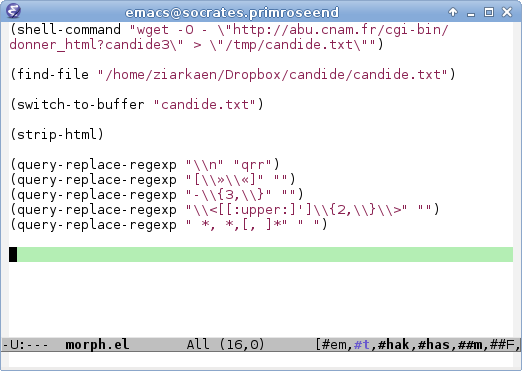 emacs@socrates.primroseend
(shell-command "wget -O - \"http://abu.cnam.fr/cgi-bin/
donner_html?candide3\" > \"/tmp/candide.txt\"")
(find-file "/home/ziarkaen/Dropbox/candide/candide.txt")
(switch-to-buffer "candide.txt")
(strip-html)
(query-replace-regexp "\\n" "qrr")
(query-replace-regexp "[\\»\\«]" "")
(query-replace-regexp "-\\{3,\\}" "")
(query-replace-regexp "\\<[[:upper:]']\\{2,\\}\\>" "")
(query-replace-regexp " *, *,[, ]*" " ")
-U:--- morph.el All (16,0) [#em,#t,#hak,#has,##m,##F,